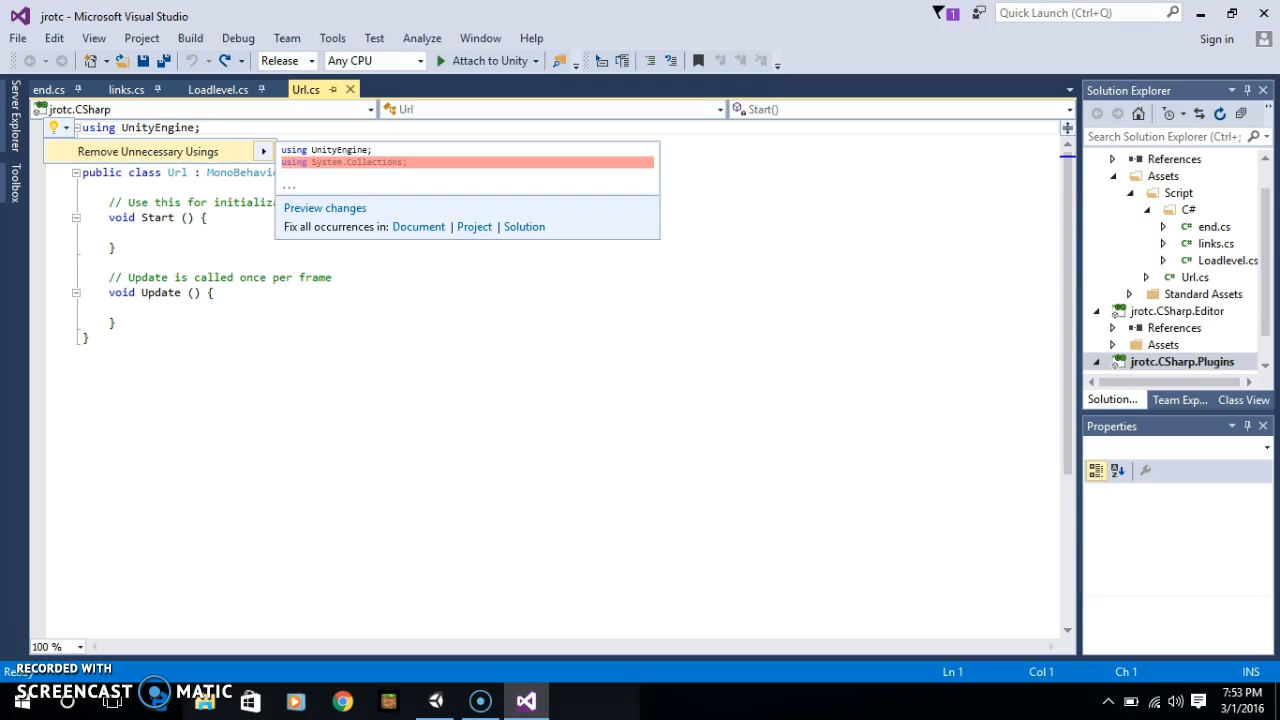 jrotc - Microsoft Visual Studio
1
Quick Launch (Ctrl+Q)
File Edit View Project Build Debug Team Tools Test Analyze Window Help
Sign in
Release Any CPU Attach to Unity
Server Explorer
Toolbox
end.cs links.cs Loadlevel.cs Url.cs
jrotc.CSharp Url Start()
using UnityEngine;
Remove Unnecessary Usings
using UnityEngine;
using System.Collections;
...
Preview changes
Fix all occurrences in: Document | Project | Solution
public class Url : MonoBehavi
// Use this for initializa
void Start () {
}
// Update is called once per frame
void Update () {
}
}
Solution Explorer
Search Solution Explorer (Ctrl+;
References
Assets
Script
C#
end.cs
links.cs
Loadlevel.cs
Url.cs
Standard Assets
jrotc.CSharp.Editor
References
Assets
jrotc.CSharp.Plugins
Solution... Team Exp... Class View
Properties
100 %
Ln 1 Col 1 Ch 1 INS
RECORDED WITH
SCREENCAST MATIC
7:53 PM
3/1/2016